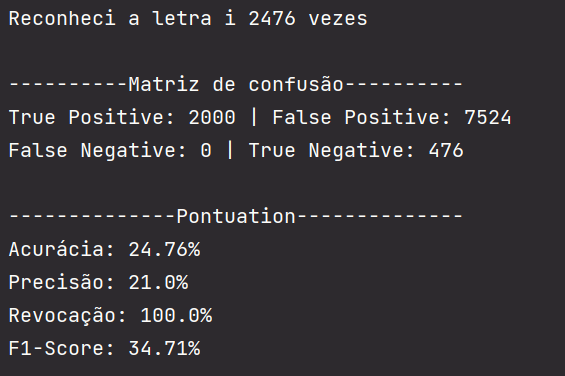 Reconheci a letra i 2476 vezes
----------Matriz de confusão----------
True Positive: 2000 | False Positive: 7524
False Negative: 0 | True Negative: 476
--------------Pontuation--------------
Acurácia: 24.76%
Precisão: 21.0%
Revocação: 100.0%
F1-Score: 34.71%